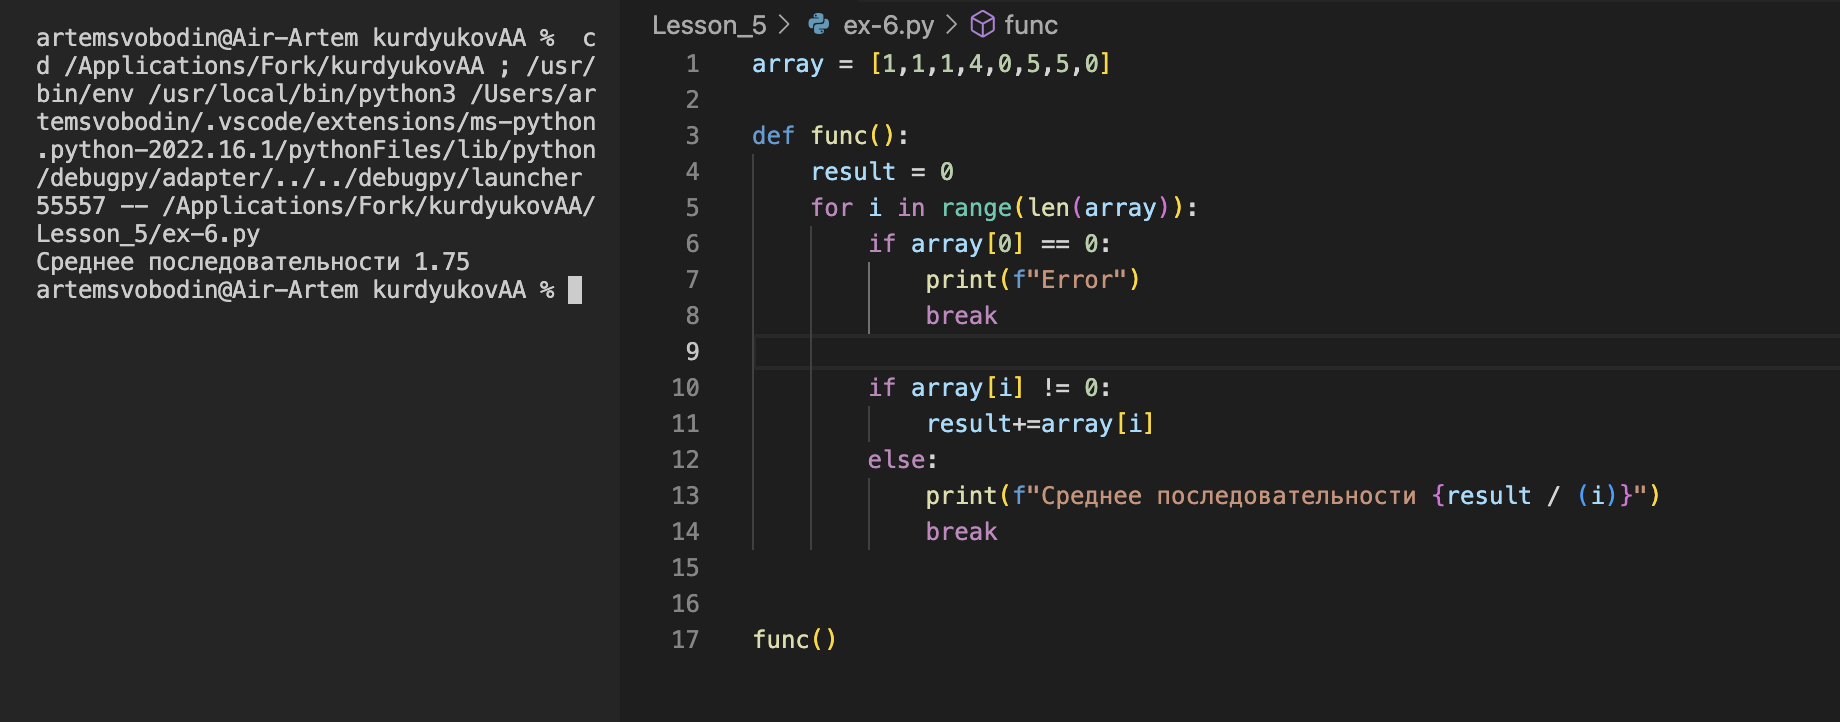 artemsvobodin@Air-Artem kurdyukovAA %  c
d /Applications/Fork/kurdyukovAA ; /usr/
bin/env /usr/local/bin/python3 /Users/ar
temsvobodin/.vscode/extensions/ms-python
.python-2022.16.1/pythonFiles/lib/python
/debugpy/adapter/../../debugpy/launcher
55557 -- /Applications/Fork/kurdyukovAA/
Lesson_5/ex-6.py
Среднее последовательности 1.75
artemsvobodin@Air-Artem kurdyukovAA %
Lesson_5 > ex-6.py > func
1 array = [1,1,1,4,0,5,5,0]
2
3 def func():
4     result = 0
5     for i in range(len(array)):
6         if array[0] == 0:
7             print(f"Error")
8             break
9
10         if array[i] != 0:
11             result+=array[i]
12         else:
13             print(f"Среднее последовательности {result / (i)}")
14             break
15
16
17 func()